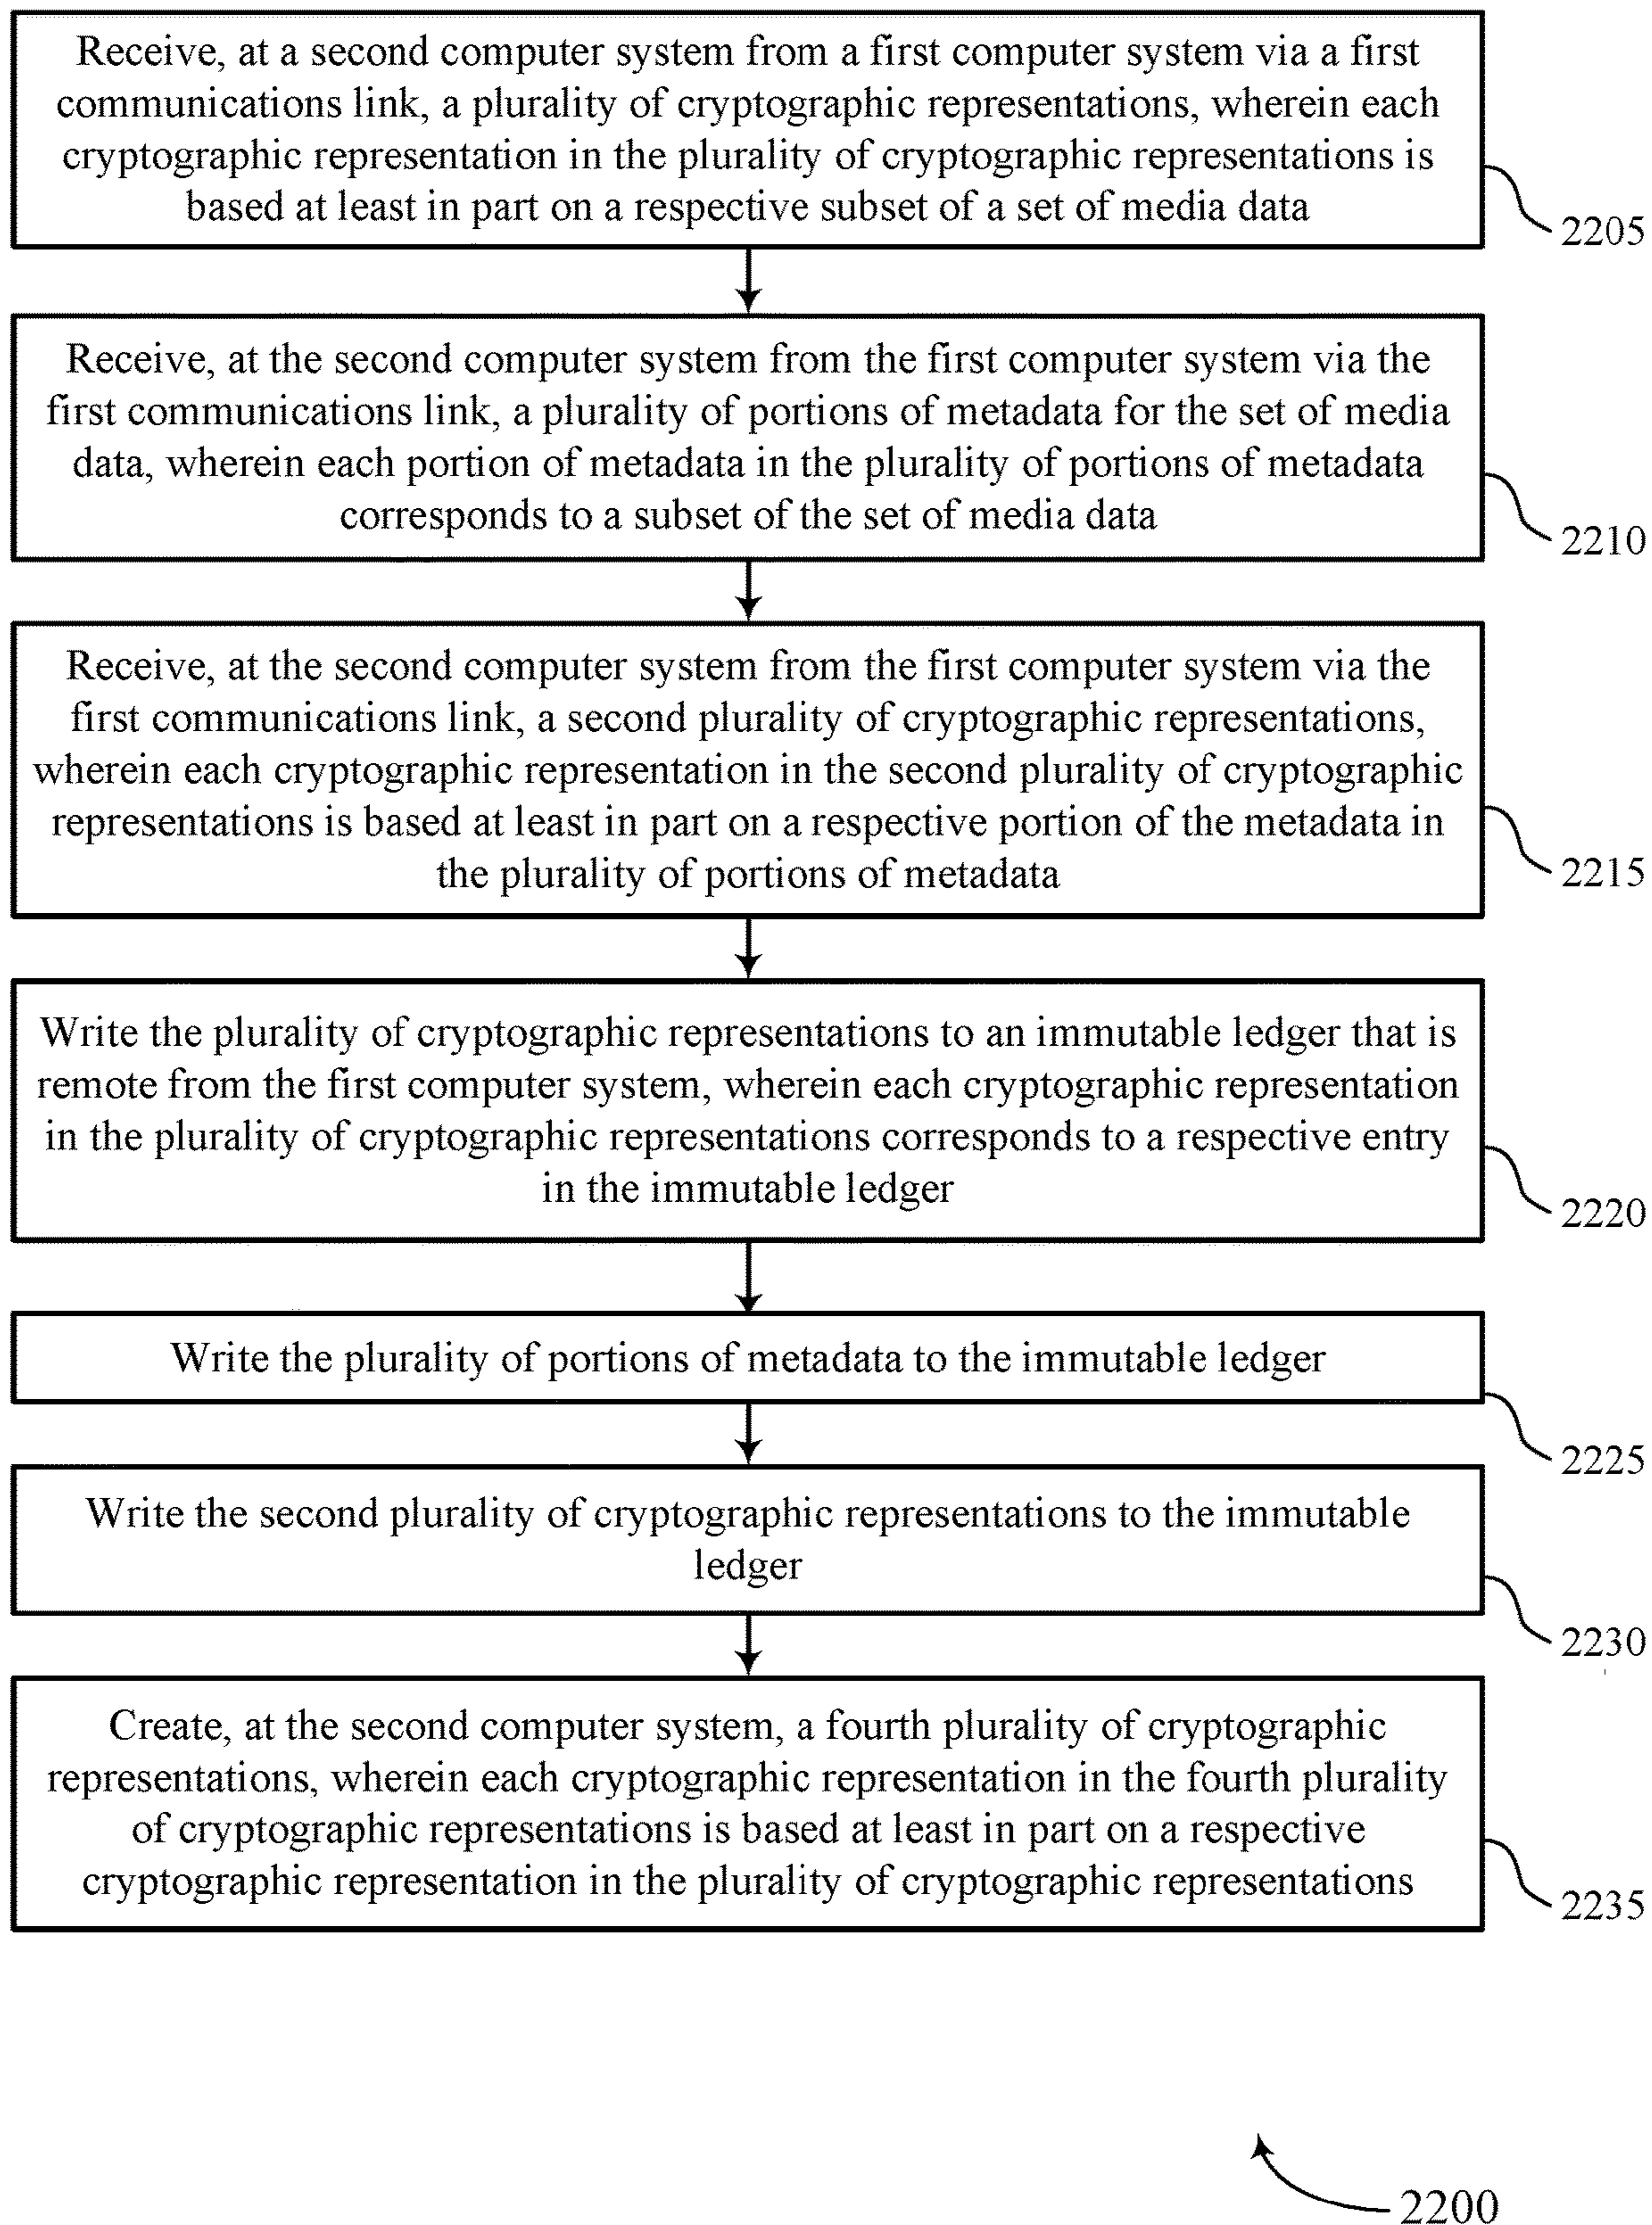 Receive, at a second computer system from a first computer system via a first
communications link, a plurality of cryptographic representations, wherein each
cryptographic representation in the plurality of cryptographic representations is
based at least in part on a respective subset of a set of media data
2205
Receive, at the second computer system from the first computer system via the
first communications link, a plurality of portions of metadata for the set of media
data, wherein each portion of metadata in the plurality of portions of metadata
corresponds to a subset of the set of media data
2210
Receive, at the second computer system from the first computer system via the
first communications link, a second plurality of cryptographic representations,
wherein each cryptographic representation in the second plurality of cryptographic
representations is based at least in part on a respective portion of the metadata in
the plurality of portions of metadata
2215
Write the plurality of cryptographic representations to an immutable ledger that is
remote from the first computer system, wherein each cryptographic representation
in the plurality of cryptographic representations corresponds to a respective entry
in the immutable ledger
2220
Write the plurality of portions of metadata to the immutable ledger
2225
Write the second plurality of cryptographic representations to the immutable
ledger
2230
Create, at the second computer system, a fourth plurality of cryptographic
representations, wherein each cryptographic representation in the fourth plurality
of cryptographic representations is based at least in part on a respective
cryptographic representation in the plurality of cryptographic representations
2235
2200